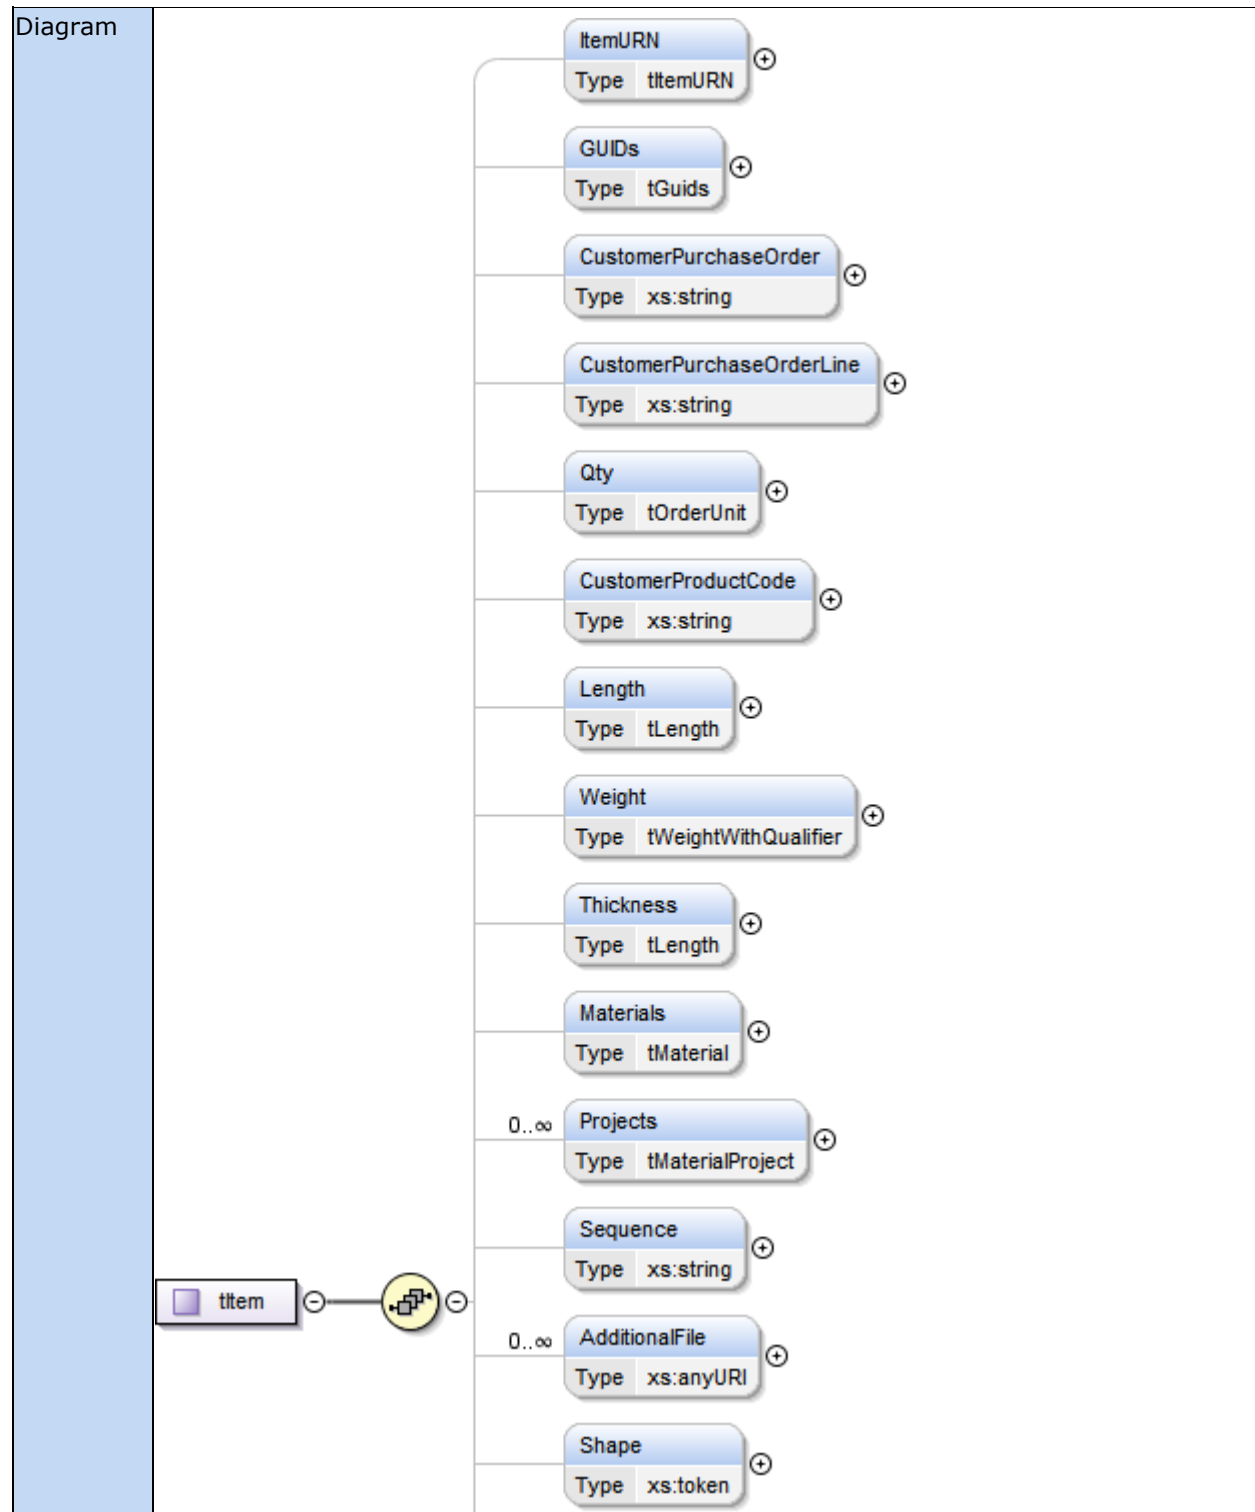 Diagram
ItemURN
Type tItemURN
GUIDs
Type tGuids
CustomerPurchaseOrder
Type xs:string
CustomerPurchaseOrderLine
Type xs:string
Qty
Type tOrderUnit
CustomerProductCode
Type xs:string
Length
Type tLength
Weight
Type tWeightWithQualifier
Thickness
Type tLength
Materials
Type tMaterial
0..∞ Projects
Type tMaterialProject
Sequence
Type xs:string
tItem
0..∞ AdditionalFile
Type xs:anyURI
Shape
Type xs:token